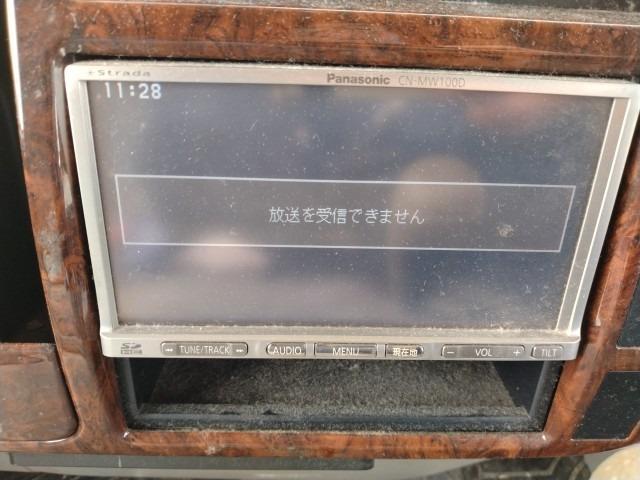 Strada
Panasonic CN-MW100D
11:28
放送を受信できません
SD
TUNE/TRACK AUDIO MENU 現在地 − VOL + TILT